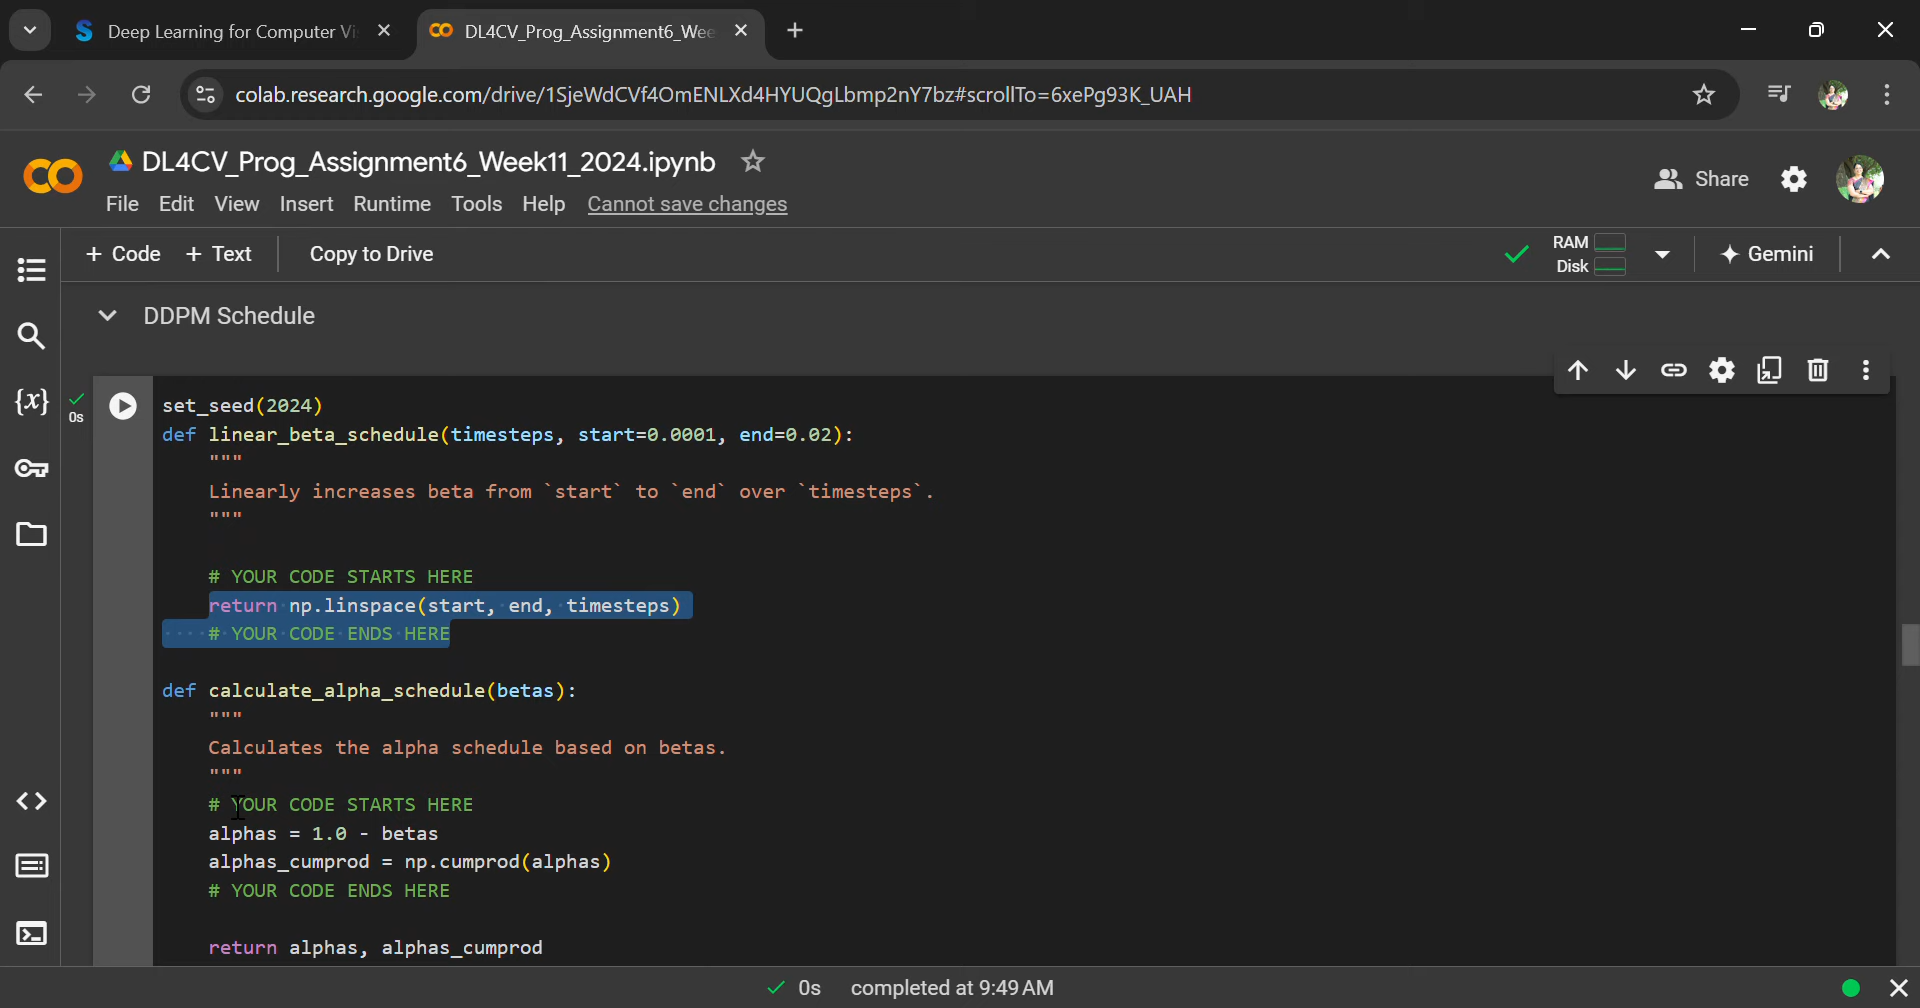 Deep Learning for Computer Vi
DL4CV_Prog_Assignment6_Wee
colab.research.google.com/drive/1SjeWdCVf4OmENLXd4HYUQgLbmp2nY7bz#scrollTo=6xePg93K_UAH
DL4CV_Prog_Assignment6_Week11_2024.ipynb
Share
File Edit View Insert Runtime Tools Help Cannot save changes
+ Code + Text Copy to Drive
RAM
Disk
Gemini
DDPM Schedule
{x}
0s
set_seed(2024)
def linear_beta_schedule(timesteps, start=0.0001, end=0.02):
"""
Linearly increases beta from `start` to `end` over `timesteps`.
"""
# YOUR CODE STARTS HERE
return np.linspace(start, end, timesteps)
# YOUR CODE ENDS HERE
def calculate_alpha_schedule(betas):
"""
Calculates the alpha schedule based on betas.
"""
# YOUR CODE STARTS HERE
alphas = 1.0 - betas
alphas_cumprod = np.cumprod(alphas)
# YOUR CODE ENDS HERE
return alphas, alphas_cumprod
0s completed at 9:49 AM